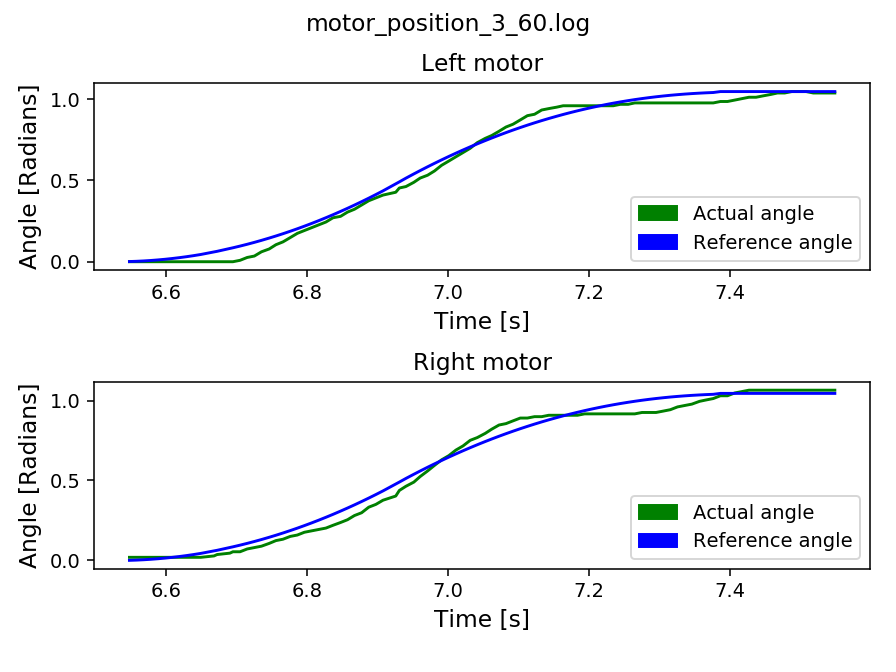 motor_position_3_60.log
Left motor
Angle [Radians]
1.0
0.5
0.0
Actual angle
Reference angle
6.6 6.8 7.0 7.2 7.4
Time [s]
Right motor
Angle [Radians]
1.0
0.5
0.0
Actual angle
Reference angle
6.6 6.8 7.0 7.2 7.4
Time [s]